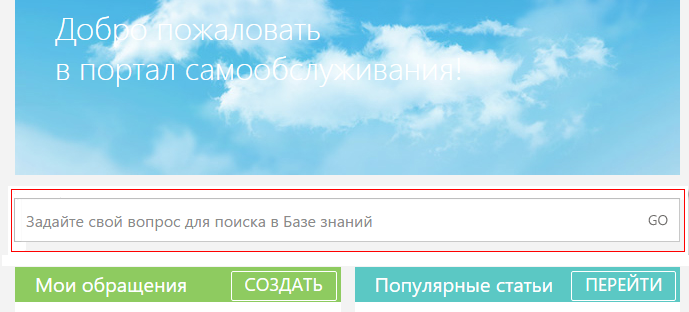 Добро пожаловать
в портал самообслуживания!
Задайте свой вопрос для поиска в Базе знаний GO
Мои обращения СОЗДАТЬ Популярные статьи ПЕРЕЙТИ